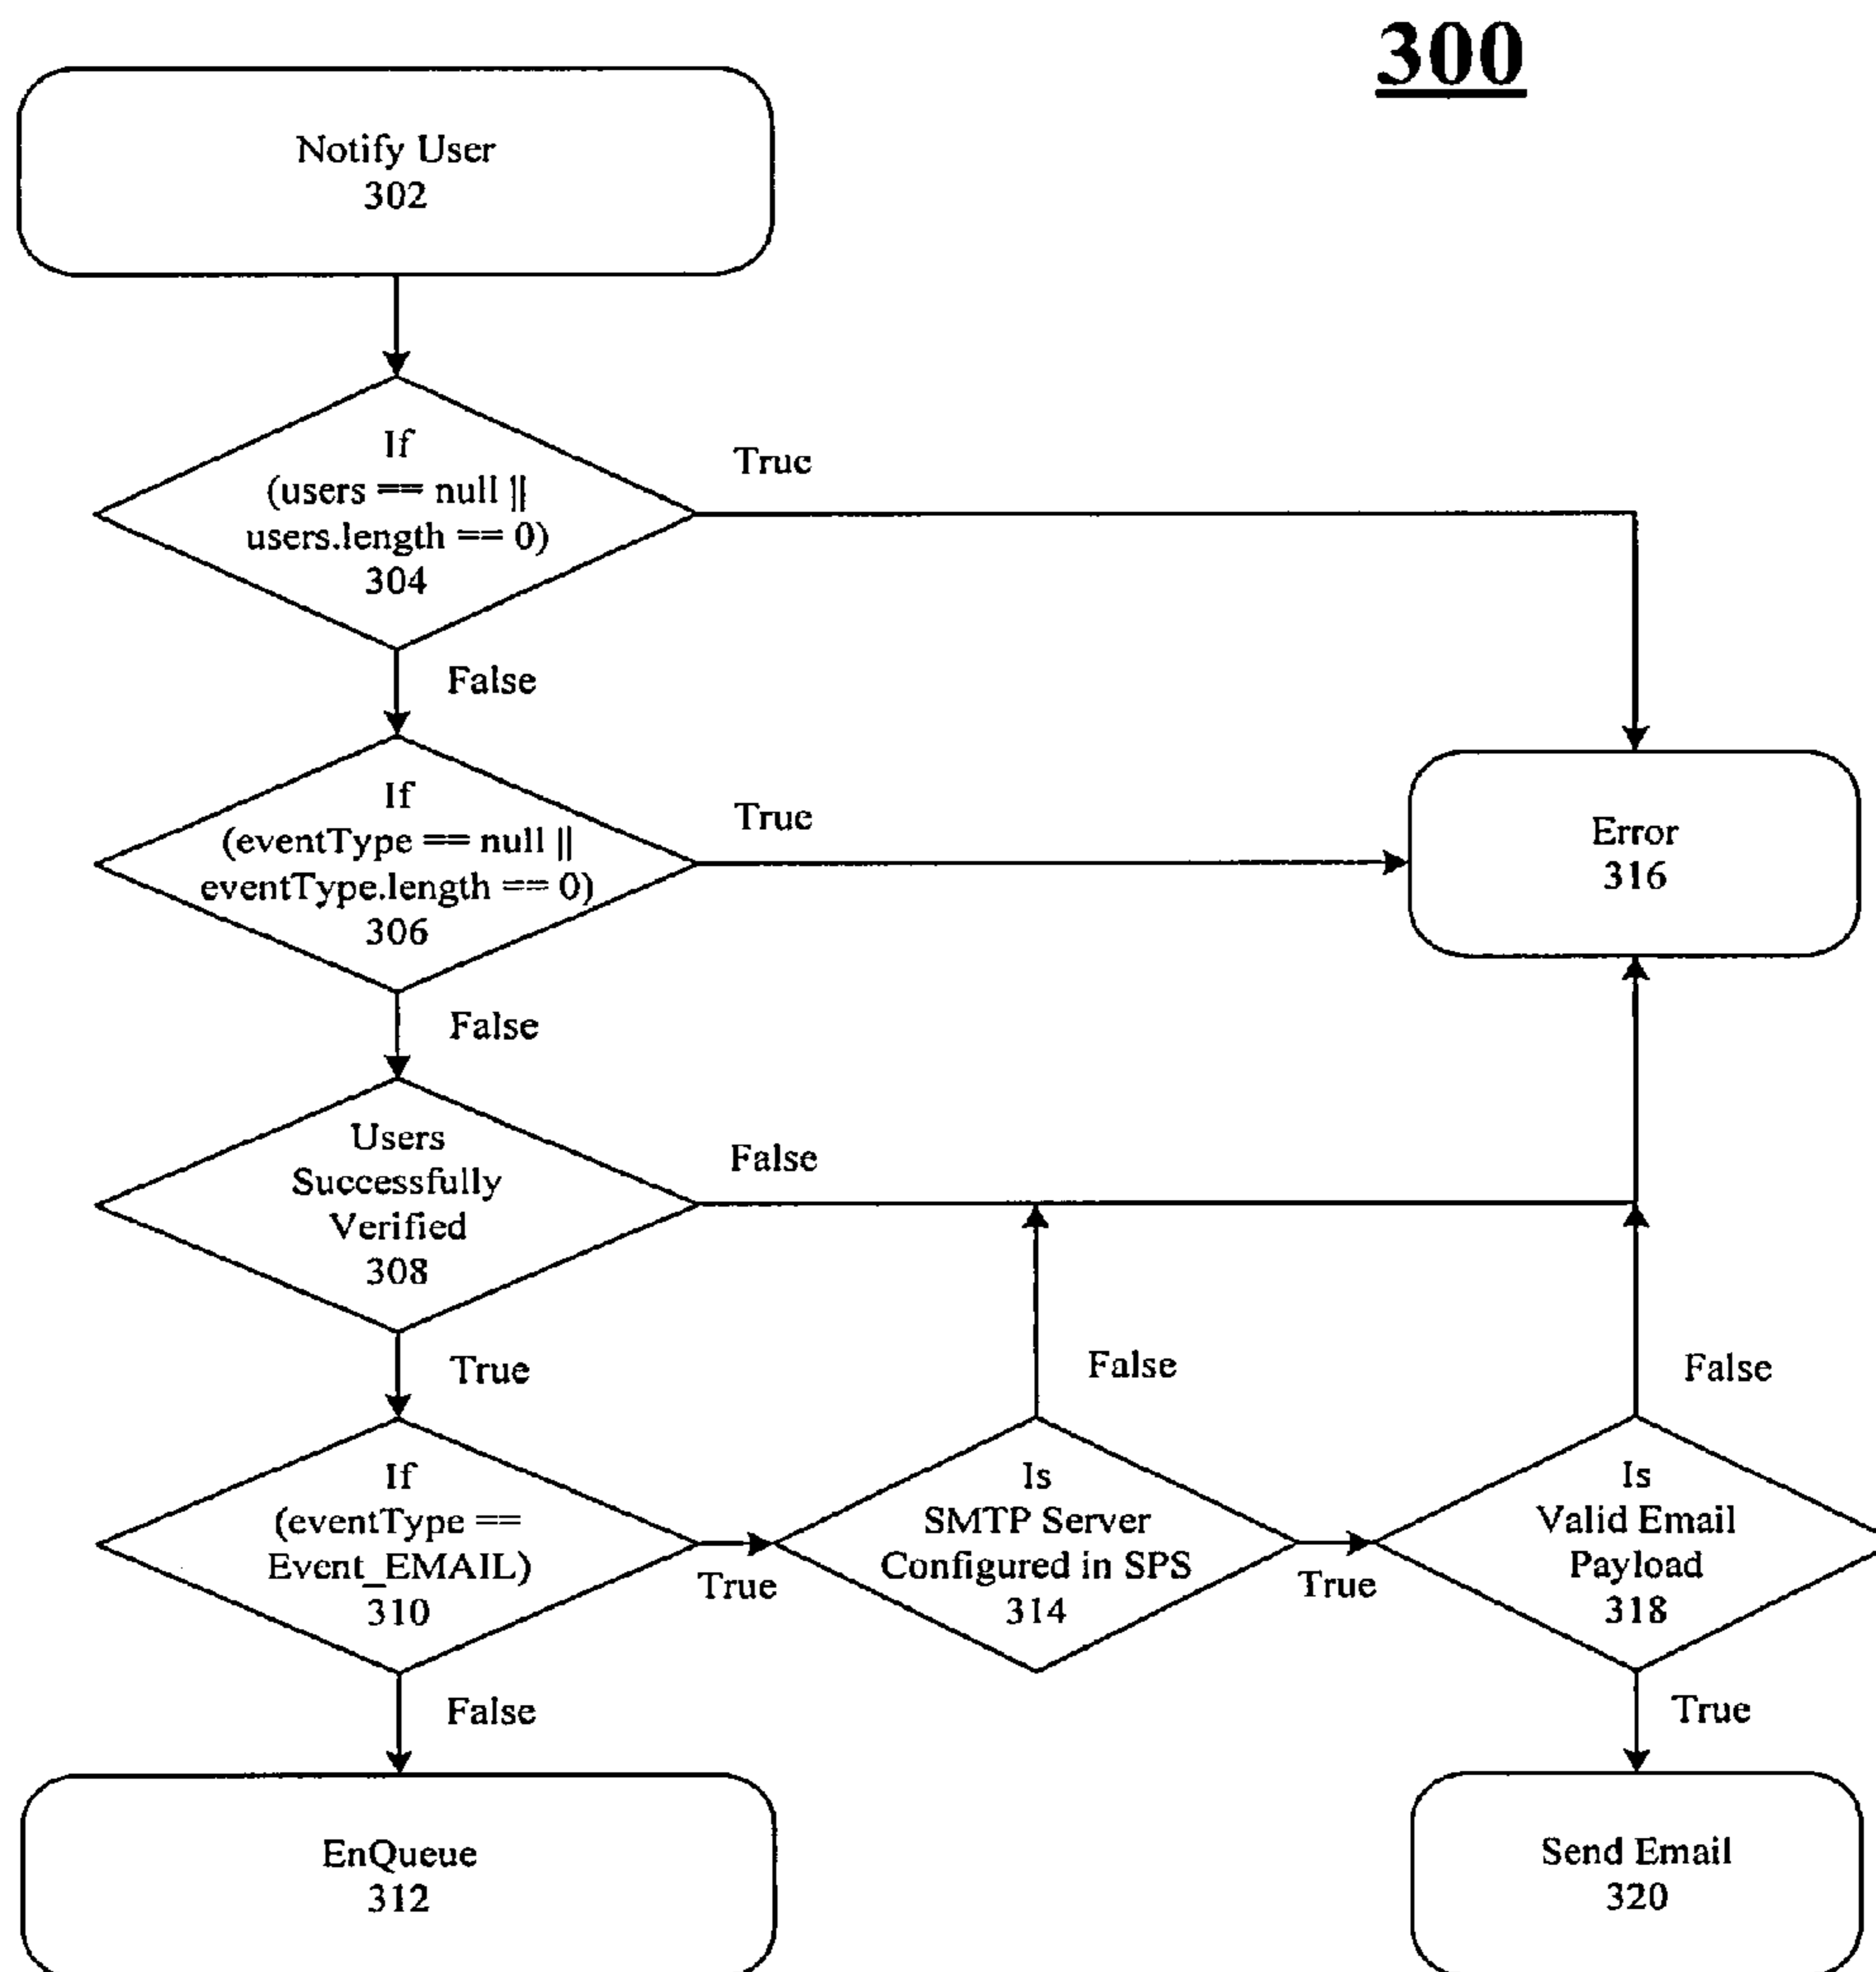 300
Notify User
302
If
(users == null ||
users.length == 0)
304
True
False
If
(eventType == null ||
eventType.length == 0)
306
True
Error
316
False
Users
Successfully
Verified
308
False
True
False
False
If
(eventType ==
Event_EMAIL)
310
True
Is
SMTP Server
Configured in SPS
314
True
Is
Valid Email
Payload
318
False
True
EnQueue
312
Send Email
320